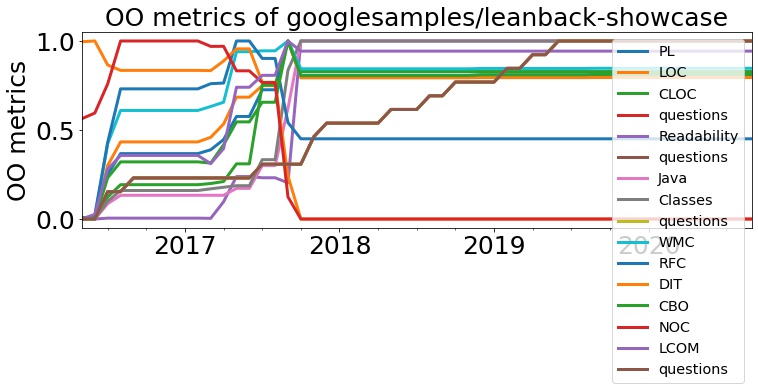 OO metrics of googlesamples/leanback-showcase
OO metrics
1.0
0.5
0.0
2017
2018
2019
2020
PL
LOC
CLOC
questions
Readability
questions
Java
Classes
questions
WMC
RFC
DIT
CBO
NOC
LCOM
questions